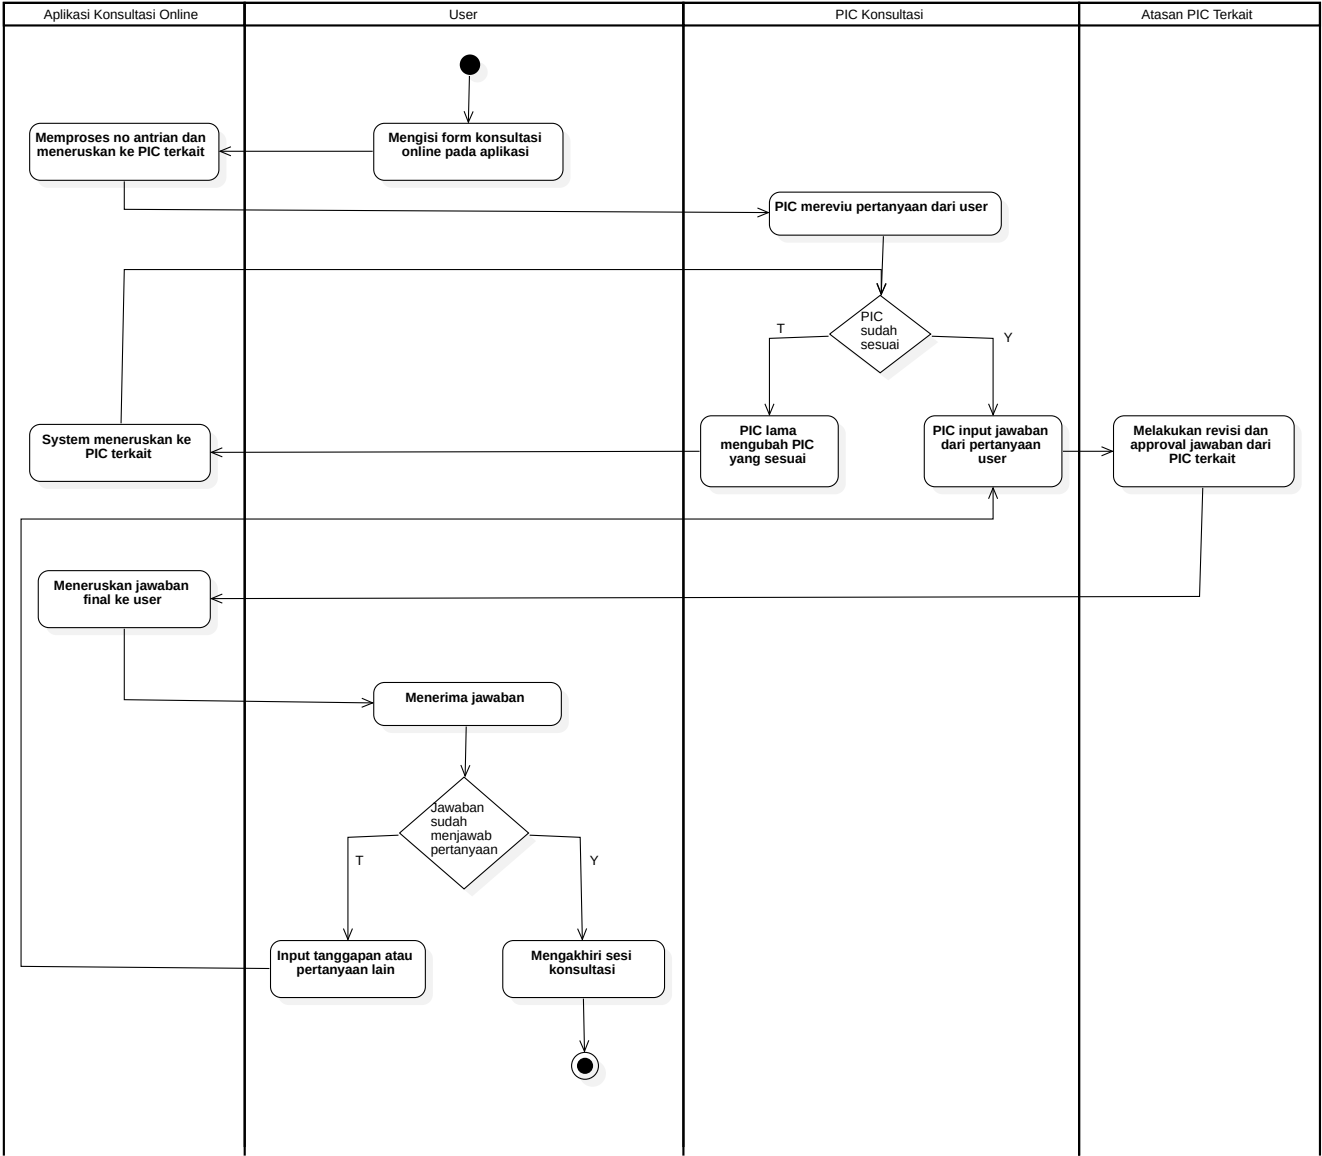 Aplikasi Konsultasi Online
User
PIC Konsultasi
Atasan PIC Terkait
Memproses no antrian dan
meneruskan ke PIC terkait
Mengisi form konsultasi
online pada aplikasi
PIC mereviu pertanyaan dari user
PIC
sudah
sesuai
T
Y
System meneruskan ke
PIC terkait
PIC lama
mengubah PIC
yang sesuai
PIC input jawaban
dari pertanyaan
user
Melakukan revisi dan
approval jawaban dari
PIC terkait
Meneruskan jawaban
final ke user
Menerima jawaban
Jawaban
sudah
menjawab
pertanyaan
T
Y
Input tanggapan atau
pertanyaan lain
Mengakhiri sesi
konsultasi